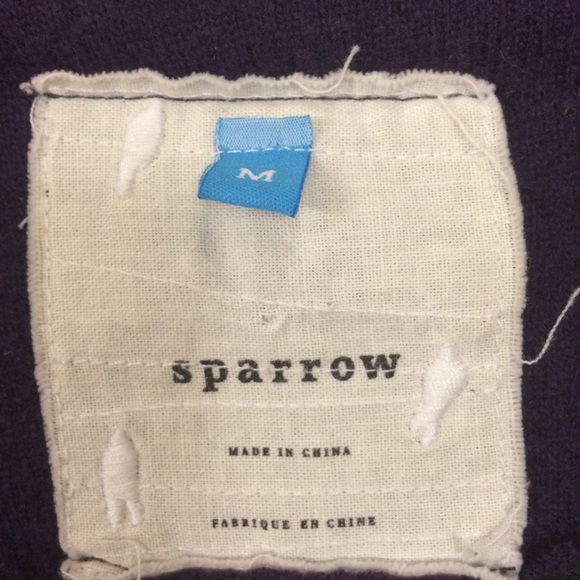 M
sparrow
MADE IN CHINA
FABRIQUE EN CHINE